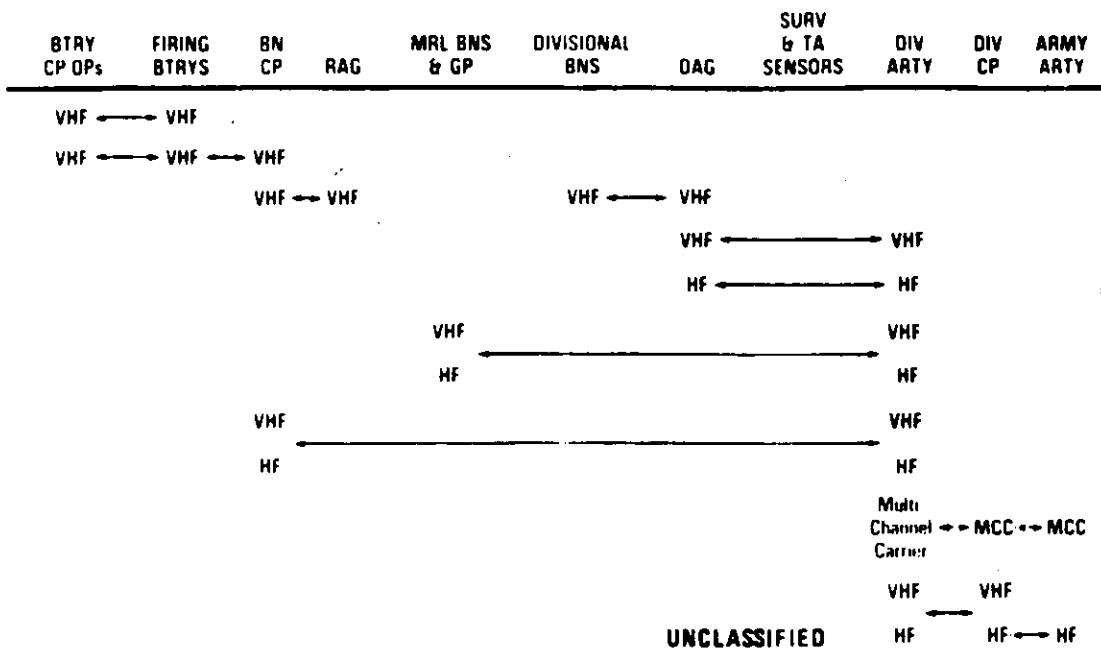 BTRY CP OPs FIRING BTRYS BN CP RAG MRL BNS & GP DIVISIONAL BNS DAG SURV & TA SENSORS DIV ARTY DIV CP ARMY ARTY
VHF VHF
VHF VHF VHF
VHF VHF VHF VHF
VHF VHF
HF HF
VHF VHF
HF HF
VHF VHF
HF HF
Multi
Channel MCC MCC
Carrier
VHF VHF
UNCLASSIFIED HF HF HF